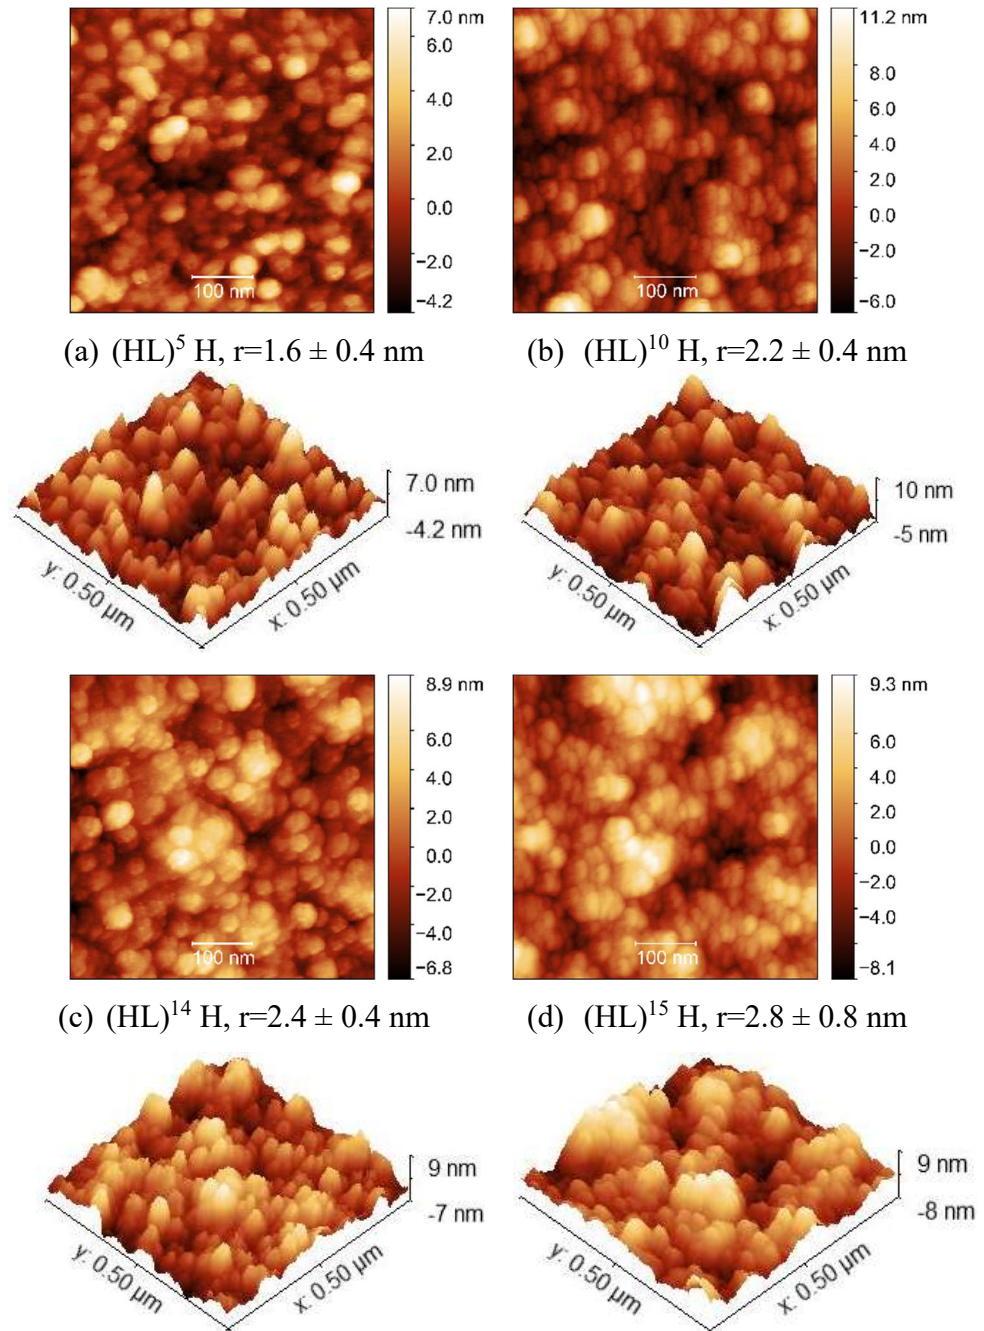 7.0 nm
6.0
4.0
2.0
0.0
−2.0
−4.2
100 nm
11.2 nm
8.0
6.0
4.0
2.0
0.0
−2.0
−6.0
100 nm
(a) (HL)⁵ H, r=1.6 ± 0.4 nm
(b) (HL)¹⁰ H, r=2.2 ± 0.4 nm
7.0 nm
-4.2 nm
y: 0.50 µm
x: 0.50 µm
10 nm
-5 nm
y: 0.50 µm
x: 0.50 µm
8.9 nm
6.0
4.0
2.0
0.0
−2.0
−4.0
−6.8
100 nm
9.3 nm
6.0
4.0
2.0
0.0
−2.0
−4.0
−8.1
100 nm
(c) (HL)¹⁴ H, r=2.4 ± 0.4 nm
(d) (HL)¹⁵ H, r=2.8 ± 0.8 nm
9 nm
-7 nm
y: 0.50 µm
x: 0.50 µm
9 nm
-8 nm
y: 0.50 µm
x: 0.50 µm